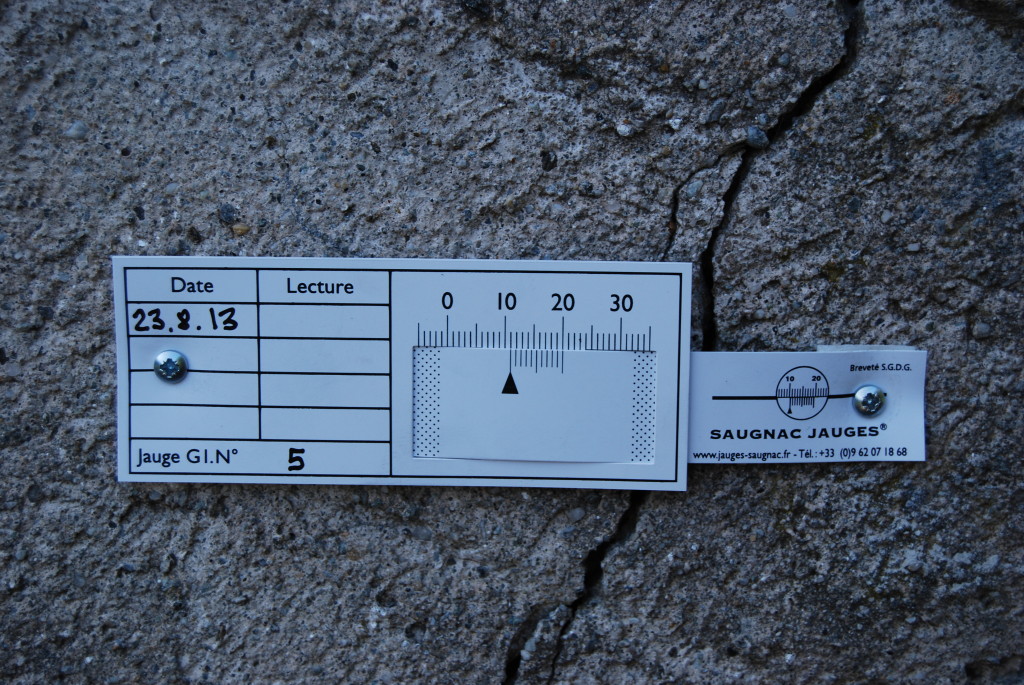 Date Lecture
23.8.13
Jauge G1.N° 5
0 10 20 30
Breveté S.G.D.G.
10 20
SAUGNAC JAUGES®
www.jauges-saugnac.fr - Tél. : +33 (0)9 62 07 18 68